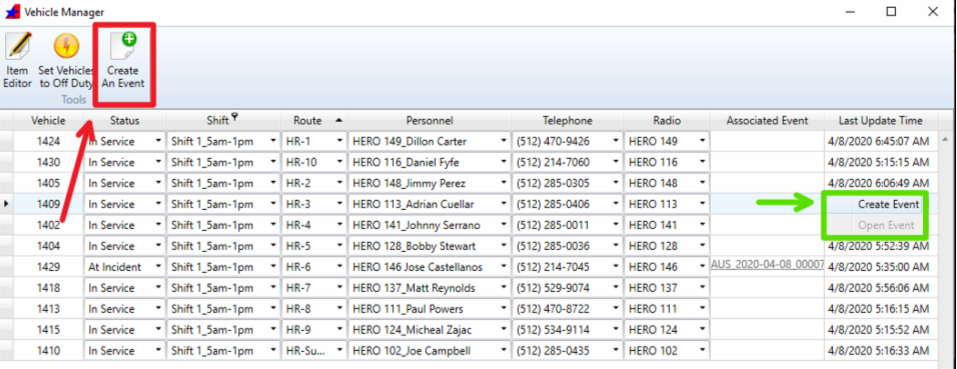 Vehicle Manager
Item Editor
Set Vehicles to Off Duty
Create An Event
Tools
Vehicle Status Shift Route Personnel Telephone Radio Associated Event Last Update Time
1424 In Service Shift 1_5am-1pm HR-1 HERO 149_Dillon Carter (512) 470-9426 HERO 149 4/8/2020 6:45:07 AM
1430 In Service Shift 1_5am-1pm HR-10 HERO 116_Daniel Fyfe (512) 214-7060 HERO 116 4/8/2020 5:15:15 AM
1405 In Service Shift 1_5am-1pm HR-2 HERO 148_Jimmy Perez (512) 285-0305 HERO 148 4/8/2020 6:06:49 AM
1409 In Service Shift 1_5am-1pm HR-3 HERO 113_Adrian Cuellar (512) 285-0406 HERO 113 Create Event
1402 In Service Shift 1_5am-1pm HR-4 HERO 141_Johnny Serrano (512) 285-0011 HERO 141 Open Event
1404 In Service Shift 1_5am-1pm HR-5 HERO 128_Bobby Stewart (512) 285-0036 HERO 128 4/8/2020 5:52:39 AM
1429 At Incident Shift 1_5am-1pm HR-6 HERO 146 Jose Castellanos (512) 214-7045 HERO 146 AUS_2020-04-08_00007 4/8/2020 5:35:00 AM
1418 In Service Shift 1_5am-1pm HR-7 HERO 137_Matt Reynolds (512) 529-9074 HERO 137 4/8/2020 5:56:06 AM
1413 In Service Shift 1_5am-1pm HR-8 HERO 111_Paul Powers (512) 470-8722 HERO 111 4/8/2020 5:16:15 AM
1415 In Service Shift 1_5am-1pm HR-9 HERO 124_Micheal Zajac (512) 534-9114 HERO 124 4/8/2020 5:15:52 AM
1410 In Service Shift 1_5am-1pm HR-Su... HERO 102_Joe Campbell (512) 285-0435 HERO 102 4/8/2020 5:16:33 AM